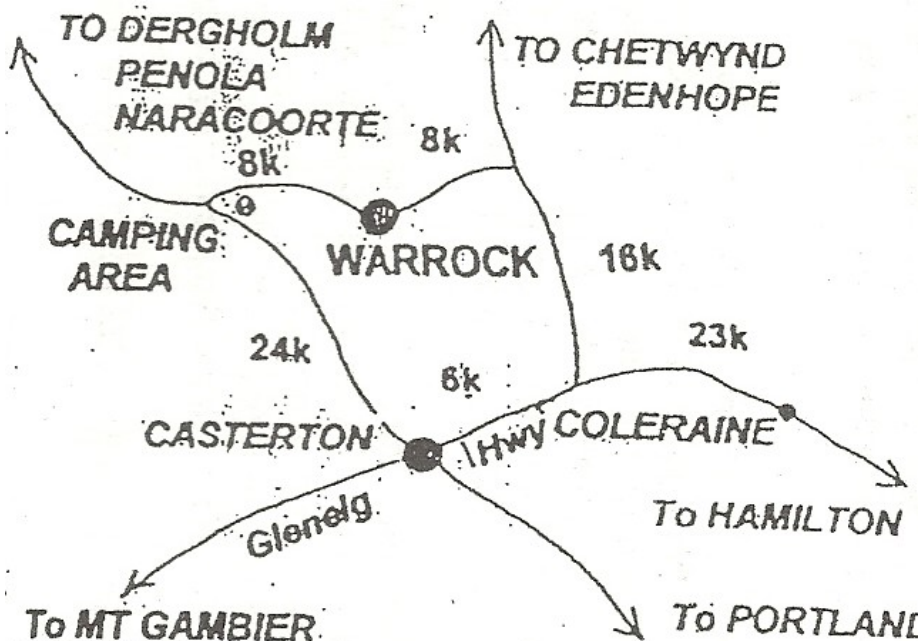 TO DERGHOLM
PENOLA
NARACOORTE
TO CHETWYND
EDENHOPE
8k
8k
CAMPING
AREA
WARROCK
16k
24k
6k
23k
CASTERTON
Hwy
COLERAINE
Glenelg
To HAMILTON
To MT GAMBIER
To PORTLAND